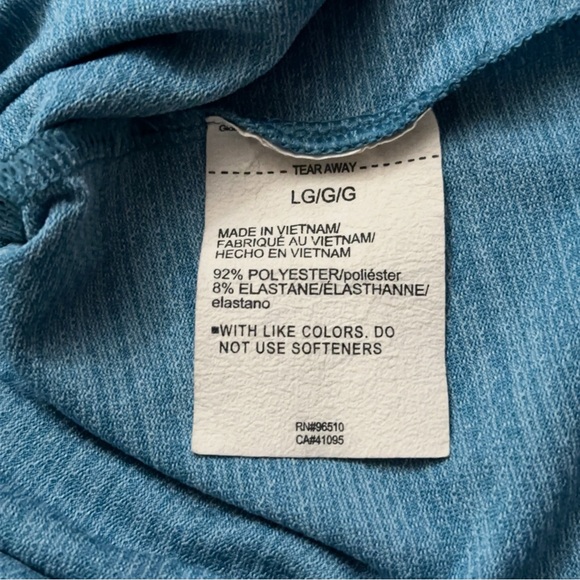 TEAR AWAY
LG/G/G
MADE IN VIETNAM/
FABRIQUÉ AU VIETNAM/
HECHO EN VIETNAM
92% POLYESTER/poliéster
8% ELASTANE/ÉLASTHANNE/
elastano
▪WITH LIKE COLORS. DO
NOT USE SOFTENERS
RN#96510
CA#41095